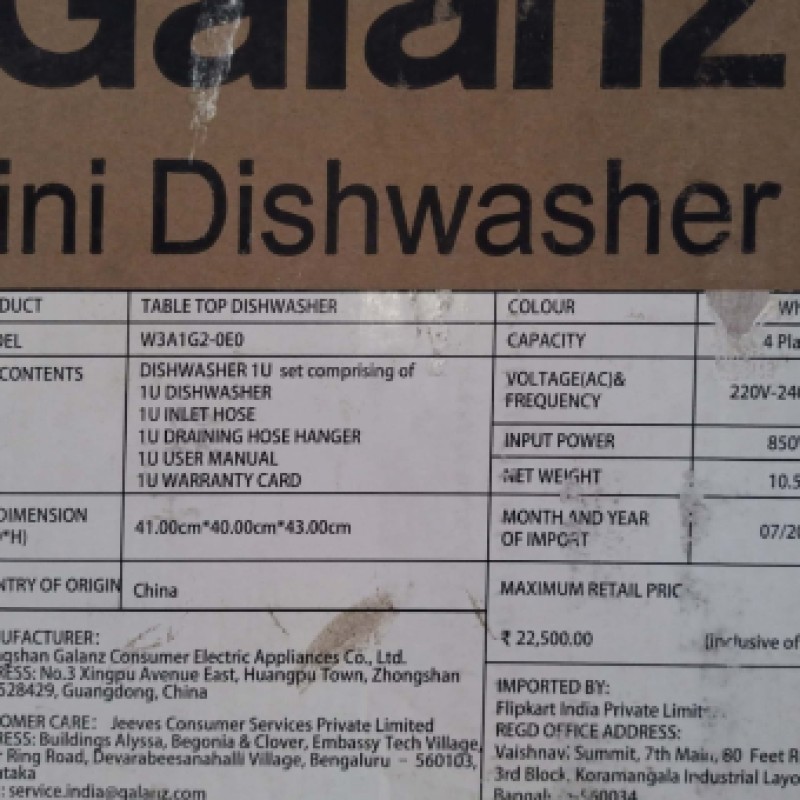 Galanz
ini Dishwasher
DUCT TABLE TOP DISHWASHER COLOUR
DEL W3A1G2-0E0 CAPACITY 4 Pla
CONTENTS DISHWASHER 1U set comprising of
1U DISHWASHER
1U INLET HOSE
1U DRAINING HOSE HANGER
1U USER MANUAL
1U WARRANTY CARD
VOLTAGE(AC)&
FREQUENCY 220V-240
INPUT POWER 850
NET WEIGHT 10.5
DIMENSION
*H) 41.00cm*40.00cm*43.00cm
MONTH AND YEAR
OF IMPORT 07/20
NTRY OF ORIGIN China
MAXIMUM RETAIL PRIC
₹ 22,500.00 (inclusive of
UFACTURER:
gshan Galanz Consumer Electric Appliances Co., Ltd.
RESS: No.3 Xingpu Avenue East, Huangpu Town, Zhongshan
528429, Guangdong, China
OMER CARE: Jeeves Consumer Services Private Limited
RESS: Buildings Alyssa, Begonia & Clover, Embassy Tech Village,
r Ring Road, Devarabeesanahalli Village, Bengaluru - 560103,
ataka
: service.india@galanz.com
IMPORTED BY:
Flipkart India Private Limit
REGD OFFICE ADDRESS:
Vaishnavi Summit, 7th Main, 80 Feet R
3rd Block, Koramangala Industrial Layo
560034